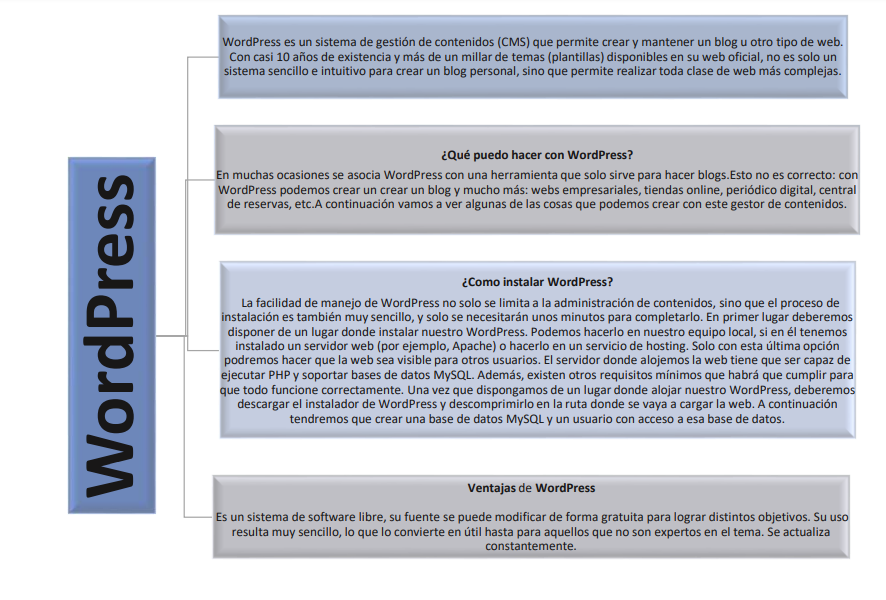 WordPress
WordPress es un sistema de gestión de contenidos (CMS) que permite crear y mantener un blog u otro tipo de web.
Con casi 10 años de existencia y más de un millar de temas (plantillas) disponibles en su web oficial, no es solo un
sistema sencillo e intuitivo para crear un blog personal, sino que permite realizar toda clase de web más complejas.
¿Qué puedo hacer con WordPress?
En muchas ocasiones se asocia WordPress con una herramienta que solo sirve para hacer blogs.Esto no es correcto: con
WordPress podemos crear un crear un blog y mucho más: webs empresariales, tiendas online, periódico digital, central
de reservas, etc.A continuación vamos a ver algunas de las cosas que podemos crear con este gestor de contenidos.
¿Como instalar WordPress?
La facilidad de manejo de WordPress no solo se limita a la administración de contenidos, sino que el proceso de
instalación es también muy sencillo, y solo se necesitarán unos minutos para completarlo. En primer lugar deberemos
disponer de un lugar donde instalar nuestro WordPress. Podemos hacerlo en nuestro equipo local, si en él tenemos
instalado un servidor web (por ejemplo, Apache) o hacerlo en un servicio de hosting. Solo con esta última opción
podremos hacer que la web sea visible para otros usuarios. El servidor donde alojemos la web tiene que ser capaz de
ejecutar PHP y soportar bases de datos MySQL. Además, existen otros requisitos mínimos que habrá que cumplir para
que todo funcione correctamente. Una vez que dispongamos de un lugar donde alojar nuestro WordPress, deberemos
descargar el instalador de WordPress y descomprimirlo en la ruta donde se vaya a cargar la web. A continuación
tendremos que crear una base de datos MySQL y un usuario con acceso a esa base de datos.
Ventajas de WordPress
Es un sistema de software libre, su fuente se puede modificar de forma gratuita para lograr distintos objetivos. Su uso
resulta muy sencillo, lo que lo convierte en útil hasta para aquellos que no son expertos en el tema. Se actualiza
constantemente.